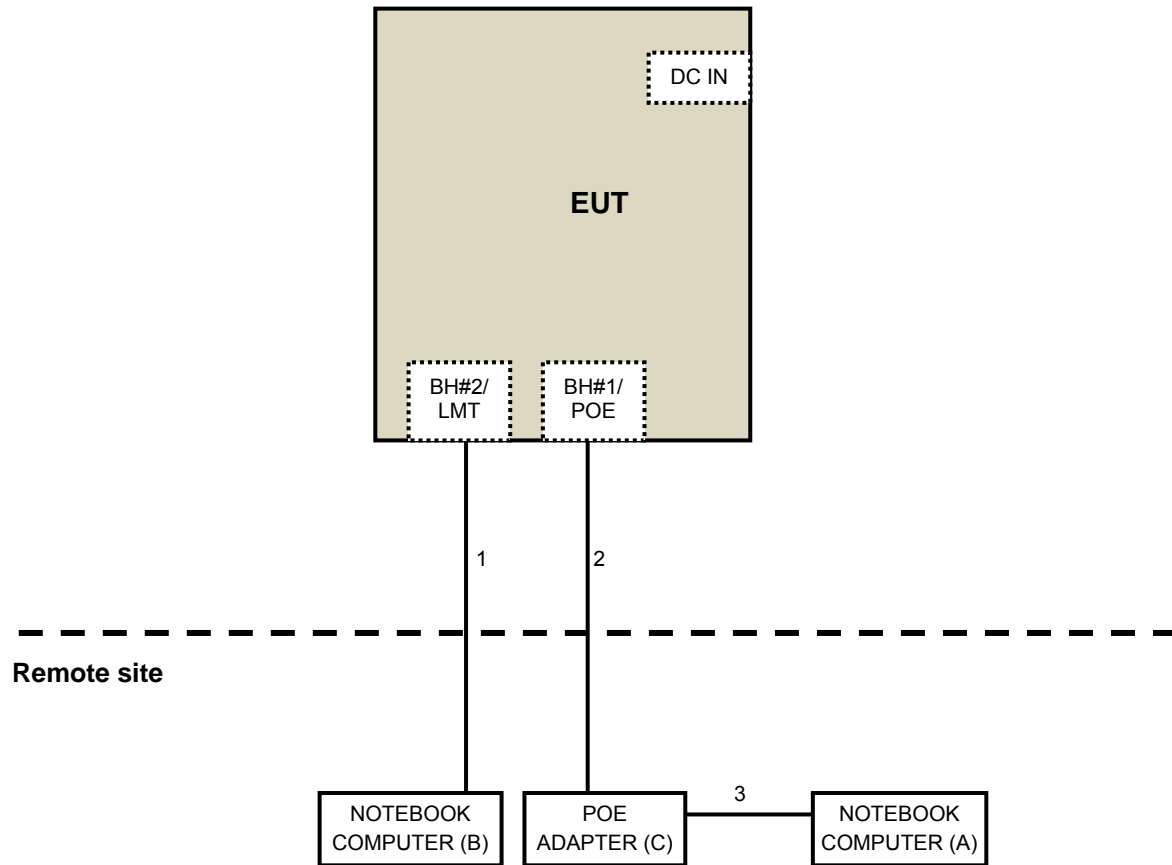 DC IN
EUT
BH#2/
LMT
BH#1/
POE
1
2
Remote site
3
NOTEBOOK
COMPUTER (B)
POE
ADAPTER (C)
NOTEBOOK
COMPUTER (A)